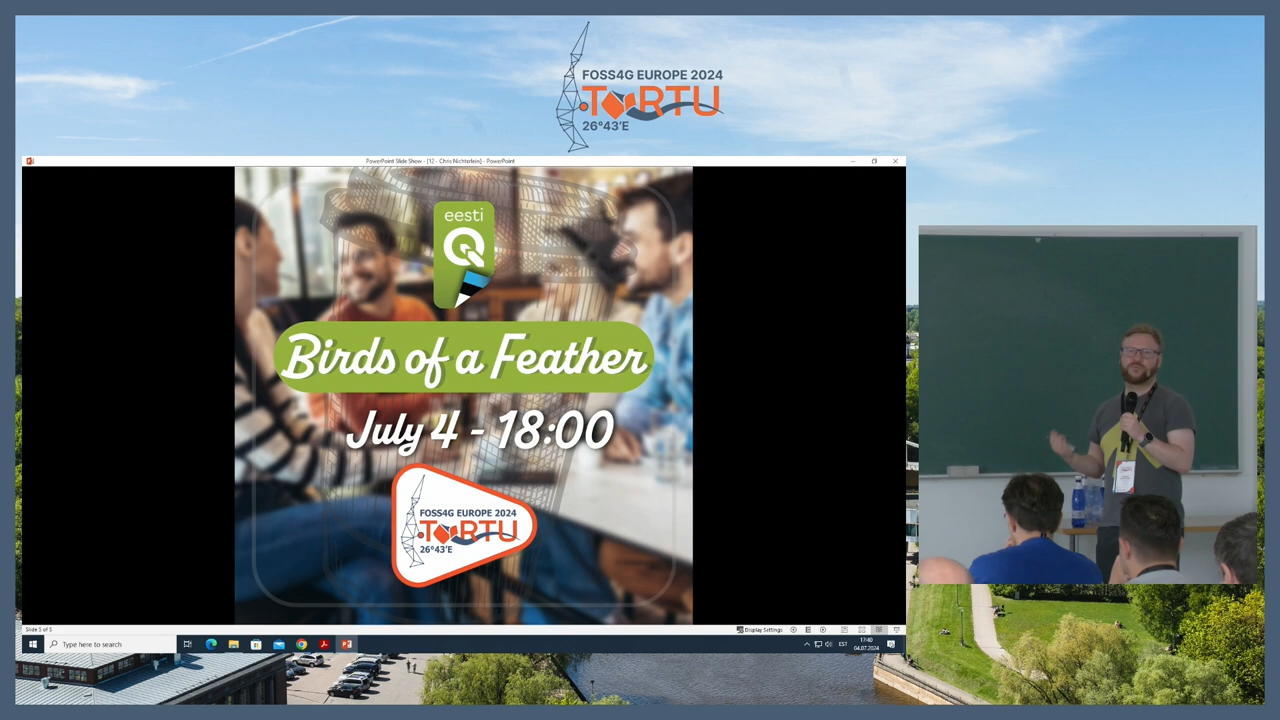 FOSS4G EUROPE 2024
TORTU
26°43'E
PowerPoint Slide Show - [12 - Chris Nichterlein] - PowerPoint
eesti
Birds of a Feather
July 4 - 18:00
FOSS4G EUROPE 2024
TORTU
26°43'E
Slide 5 of 5
Display Settings
Type here to search
EST
17:40
04.07.2024